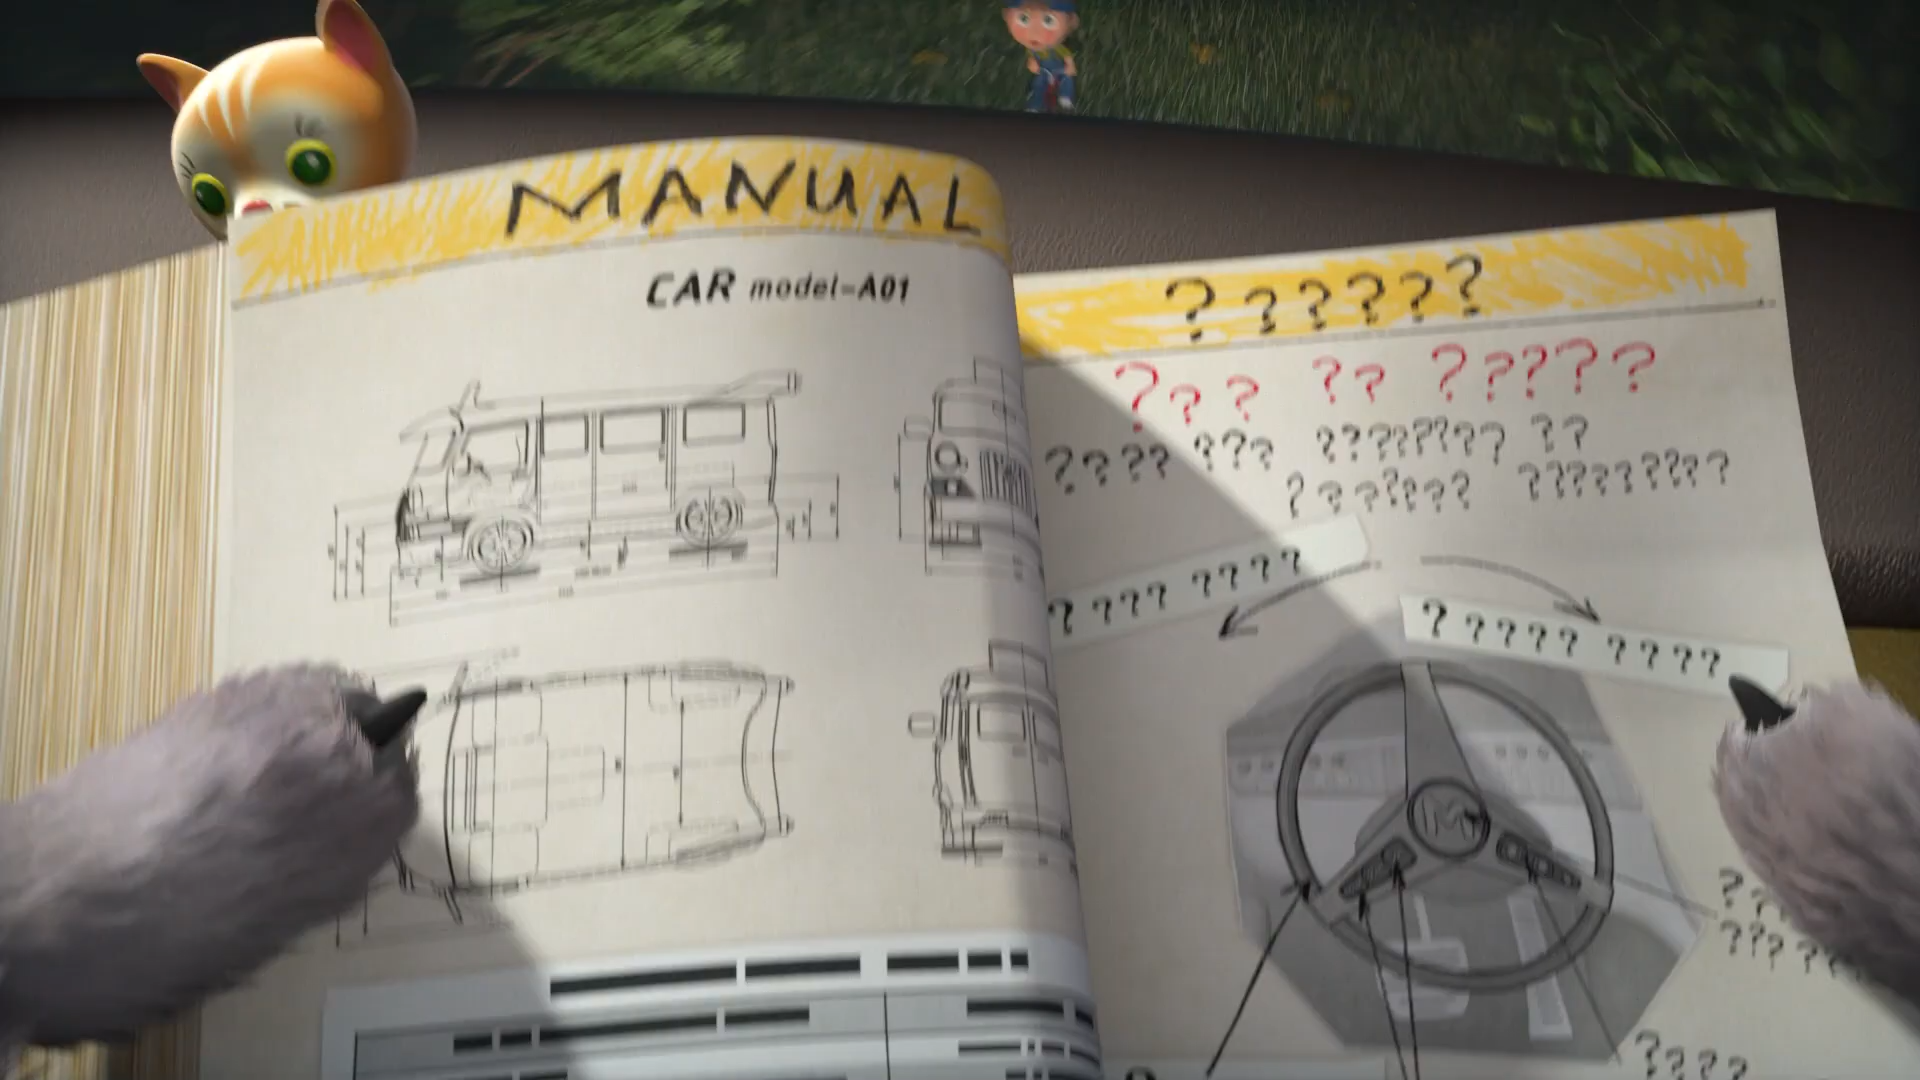 MANUAL
CAR model-A01
? ? ? ? ? ?
? ? ? ? ? ? ? ? ? ?
???? ??? ???????? ??
??????? ?????????
? ??? ????
? ???? ????
M